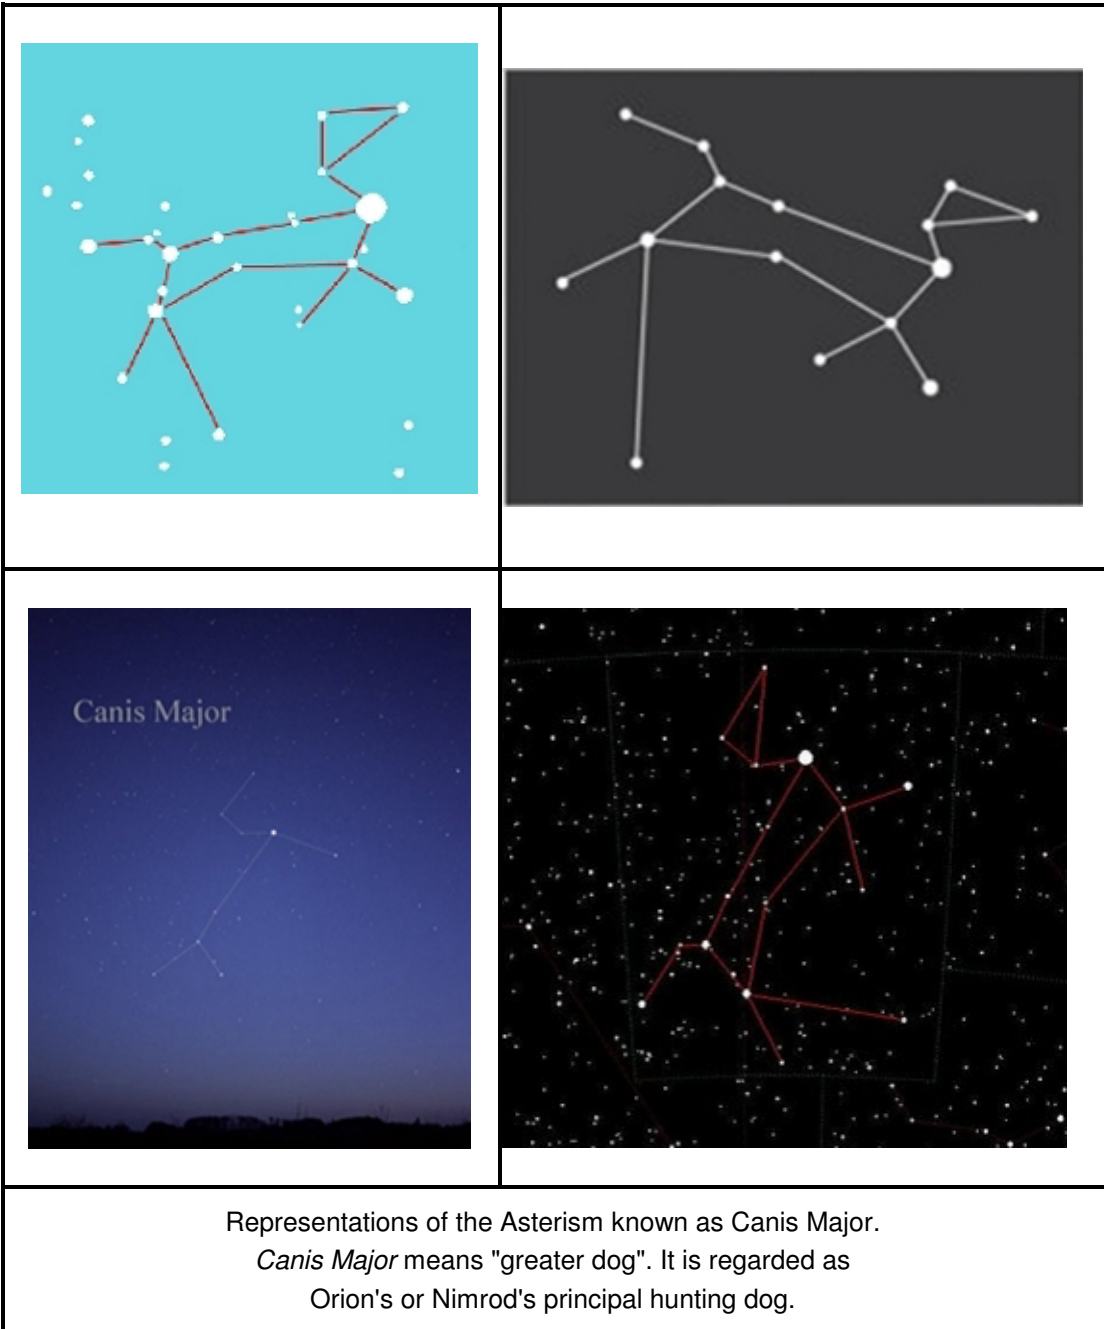 Canis Major
Representations of the Asterism known as Canis Major.
Canis Major means "greater dog". It is regarded as
Orion's or Nimrod's principal hunting dog.